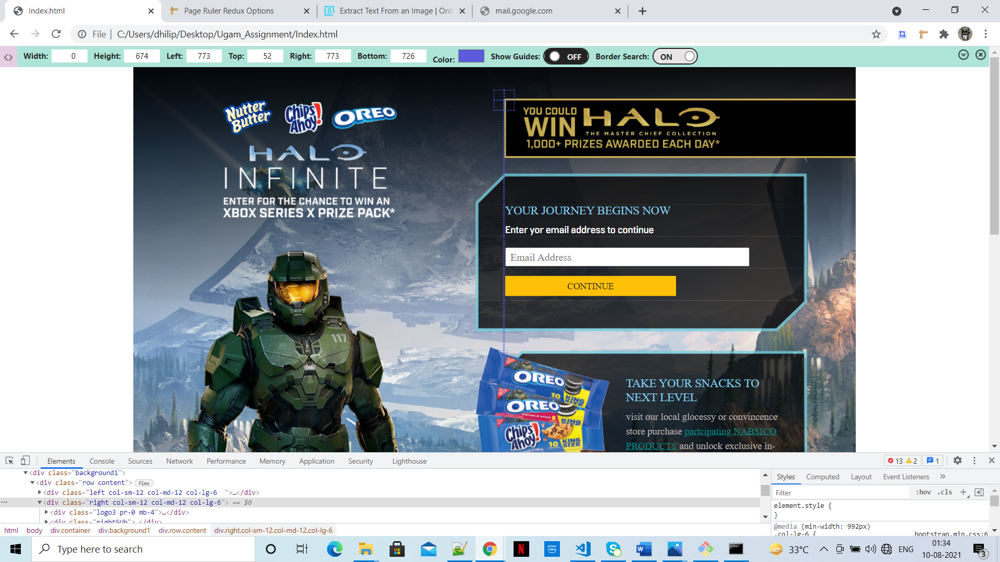 Index.html
Page Ruler Redux Options
Extract Text From an Image | Onli
mail.google.com
File | C:/Users/dhilip/Desktop/Ugam_Assignment/Index.html
Width: 0 Height: 674 Left: 773 Top: 52 Right: 773 Bottom: 726 Color: Show Guides: OFF Border Search: ON
Nutter Butter
Chips Ahoy!
OREO
HALO
INFINITE
ENTER FOR THE CHANCE TO WIN AN
XBOX SERIES X PRIZE PACK*
YOU COULD
WIN
HALO
THE MASTER CHIEF COLLECTION
1,000+ PRIZES AWARDED EACH DAY*
YOUR JOURNEY BEGINS NOW
Enter yor email address to continue
Email Address
CONTINUE
117
OREO
10 KING SIZE
OREO
DOUBLE STUF 8
KING
Chips Ahoy!
ORIGINAL
10 KING SIZE
TAKE YOUR SNACKS TO
NEXT LEVEL
visit our local glocessy or convincence
store purchase partcipating NABSICO
PRODUCTS and unlock exclusive in-
Elements Console Sources Network Performance Memory Application Security Lighthouse
13 2 1
<div class="background1">
<div class="row content"> flex
<div class="left col-sm-12 col-md-12 col-lg-6  ">…</div>
<div class="right col-sm-12 col-md-12 col-lg-6"> == $0
<div class="logo3 pr-0 mb-4">…</div>
<div class="rightSUb">…</div>
html body div.container div.background1 div.row.content div.right.col-sm-12.col-md-12.col-lg-6
Styles Computed Layout Event Listeners »
Filter :hov .cls +
element.style {
}
@media (min-width: 992px)
.col-lg-6 { bootstrap.min.css:6
Type here to search
prime video
33°C
ENG
01:34
10-08-2021
3